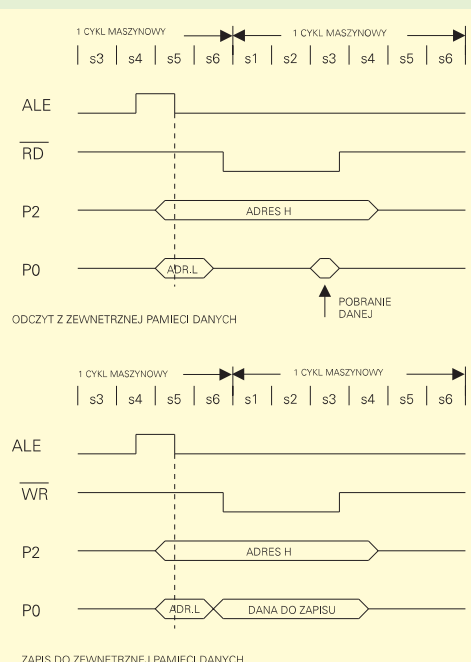 1 CYKL MASZYNOWY 1 CYKL MASZYNOWY
s3 s4 s5 s6 s1 s2 s3 s4 s5 s6
ALE
RD
P2 ADRES H
P0 ADR.L
POBRANIE
DANEJ
ODCZYT Z ZEWNETRZNEJ PAMIECI DANYCH
1 CYKL MASZYNOWY 1 CYKL MASZYNOWY
s3 s4 s5 s6 s1 s2 s3 s4 s5 s6
ALE
WR
P2 ADRES H
P0 ADR.L DANA DO ZAPISU
ZAPIS DO ZEWNETRZNEJ PAMIECI DANYCH